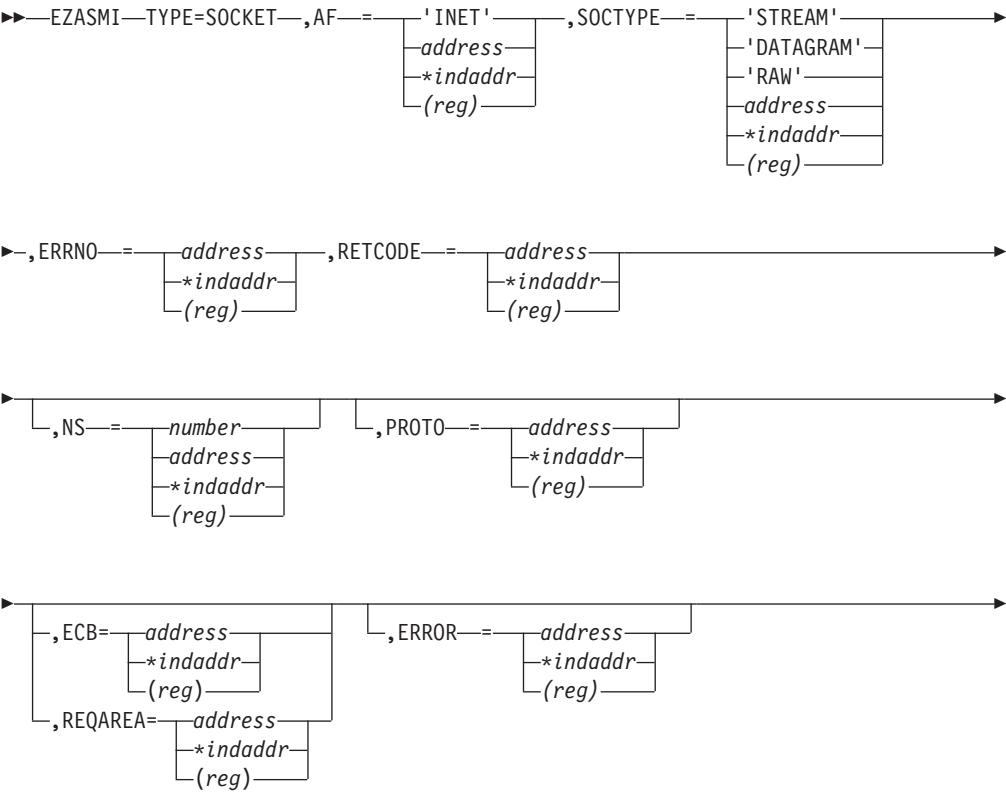 EZASMI TYPE=SOCKET ,AF = 'INET' ,SOCTYPE = 'STREAM'
address 'DATAGRAM'
*indaddr 'RAW'
(reg) address
*indaddr
(reg)
,ERRNO = address ,RETCODE = address
*indaddr *indaddr
(reg) (reg)
,NS = number ,PROTO = address
address *indaddr
*indaddr (reg)
(reg)
,ECB= address ,ERROR = address
*indaddr *indaddr
(reg) (reg)
,REQAREA= address
*indaddr
(reg)